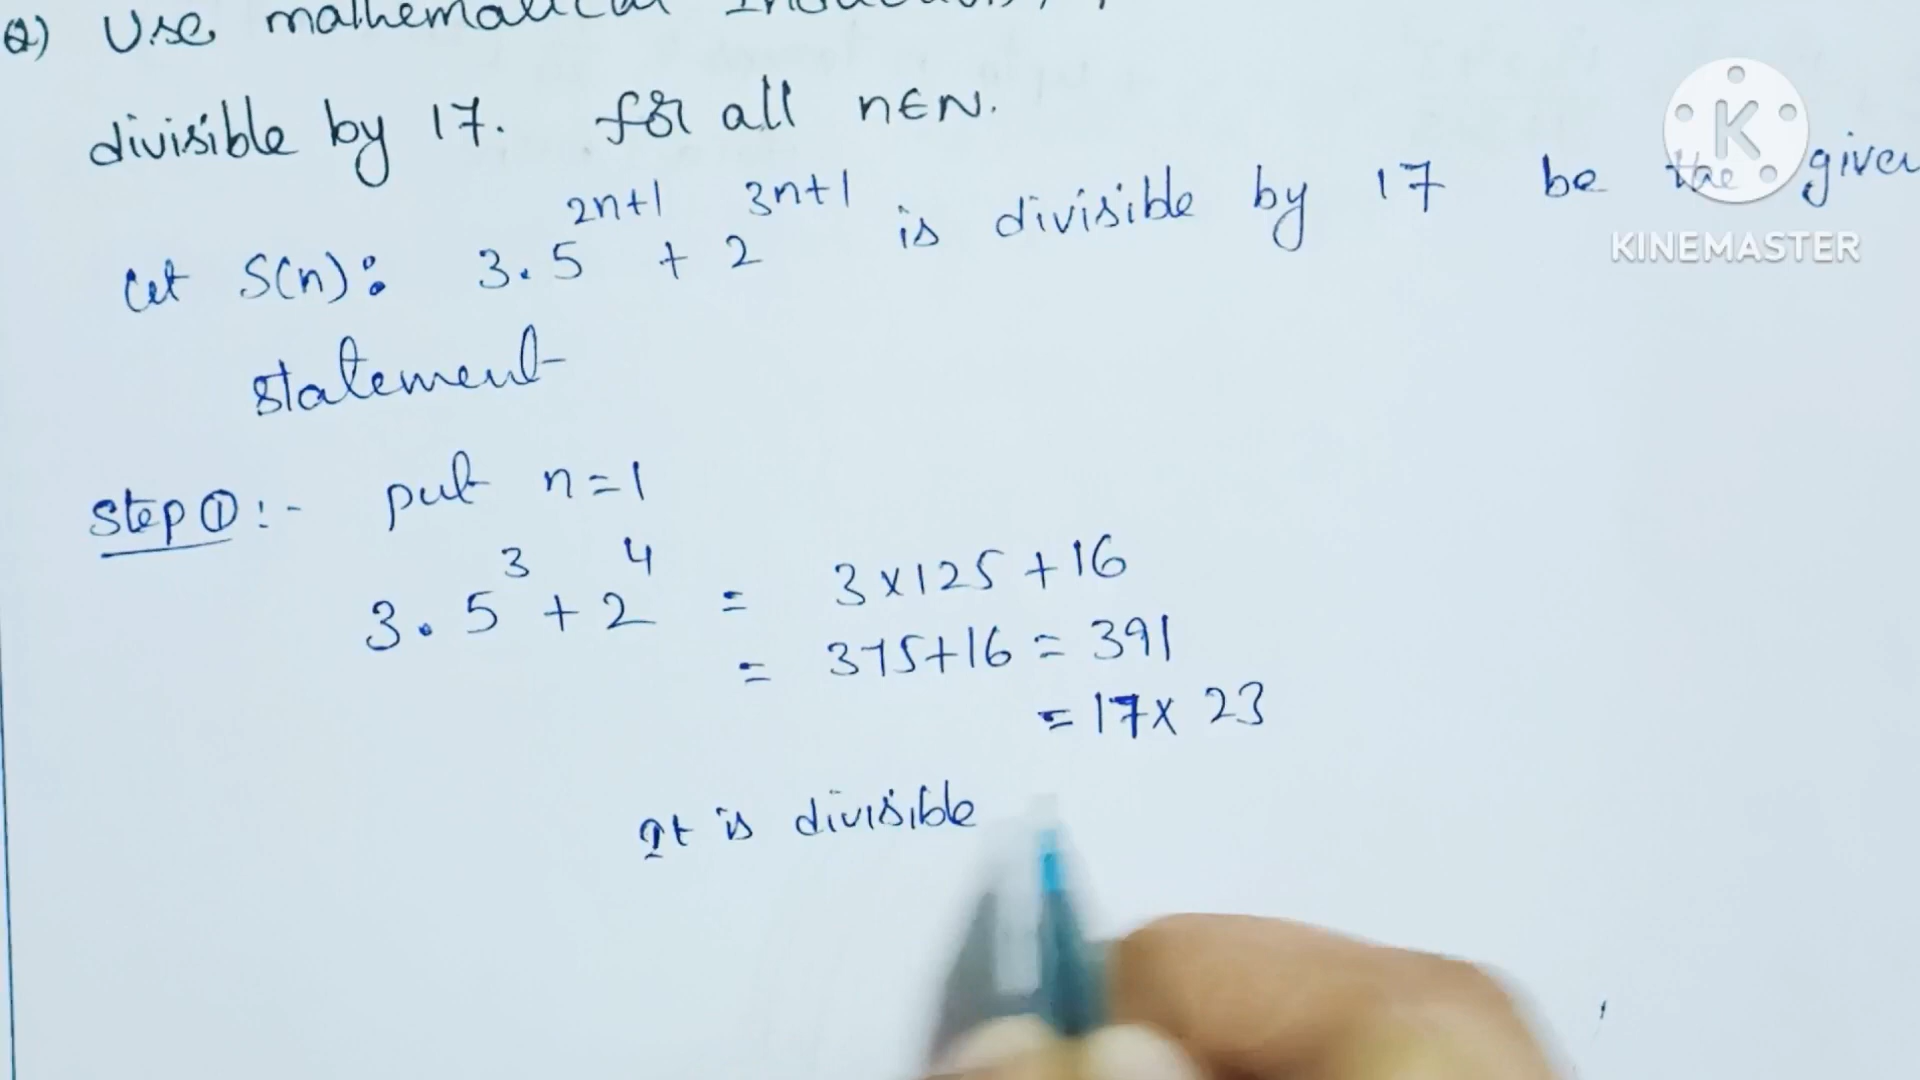 Q) Use mathematical
divisible by 17. for all n∈N.
Let S(n): 3.5^{2n+1} + 2^{3n+1} is divisible by 17 be the given
statement
Step ①:- put n=1
3.5^3 + 2^4 = 3×125+16
= 375+16 = 391
= 17× 23
It is divisible
K
KINEMASTER